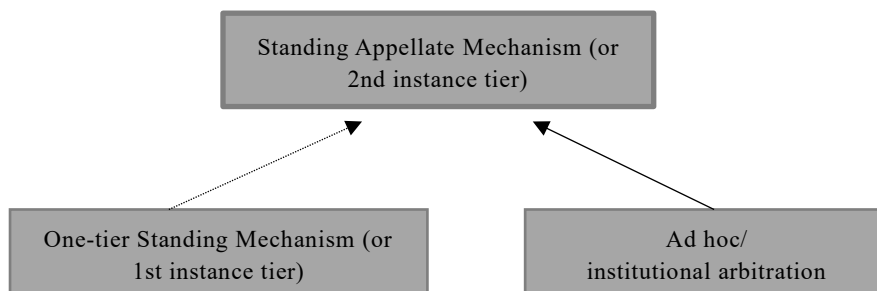 Standing Appellate Mechanism (or
2nd instance tier)
One-tier Standing Mechanism (or
1st instance tier)
Ad hoc/
institutional arbitration